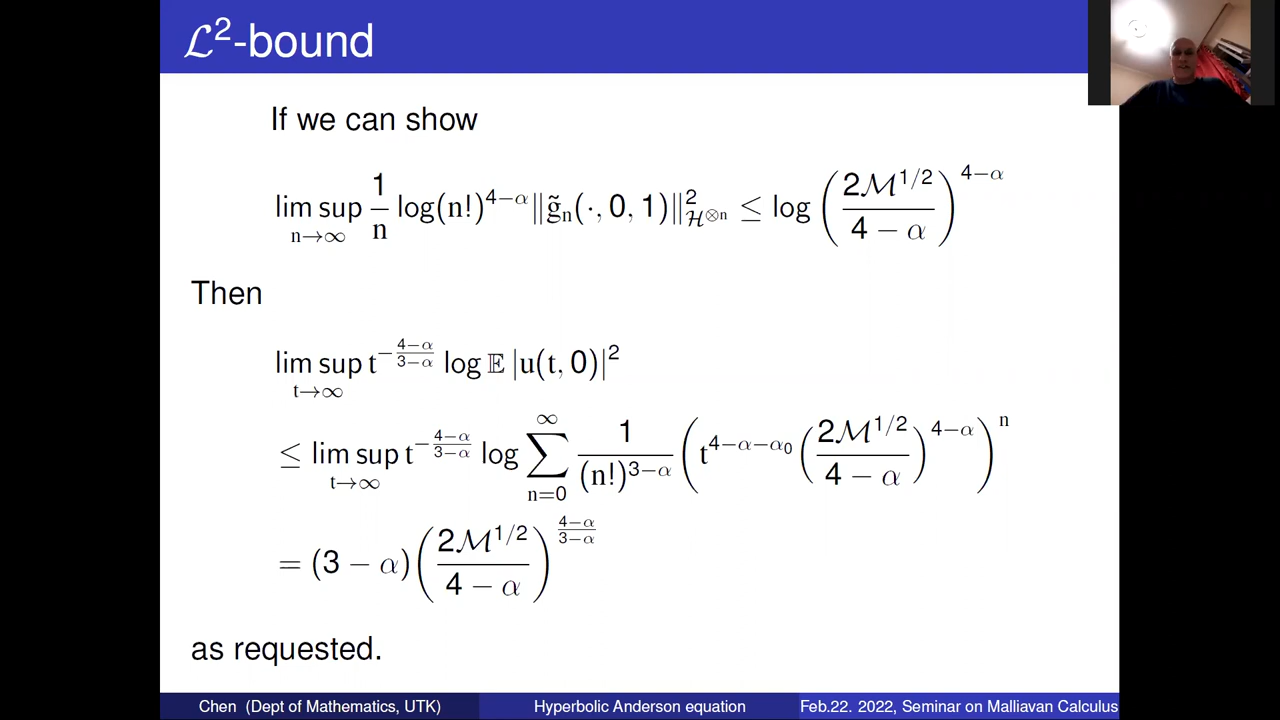 ℒ²-bound
If we can show
lim sup_{n→∞} 1/n log(n!)^{4−α} ‖g̃ₙ(·, 0, 1)‖²_{ℋ^{⊗n}} ≤ log (2ℳ^{1/2}/(4 − α))^{4−α}
Then
lim sup_{t→∞} t^{−(4−α)/(3−α)} log 𝔼 |u(t, 0)|²
≤ lim sup_{t→∞} t^{−(4−α)/(3−α)} log ∑_{n=0}^{∞} 1/(n!)^{3−α} (t^{4−α−α₀} (2ℳ^{1/2}/(4 − α))^{4−α})^n
= (3 − α)(2ℳ^{1/2}/(4 − α))^{(4−α)/(3−α)}
as requested.
Chen (Dept of Mathematics, UTK) Hyperbolic Anderson equation Feb.22. 2022, Seminar on Malliavan Calculus